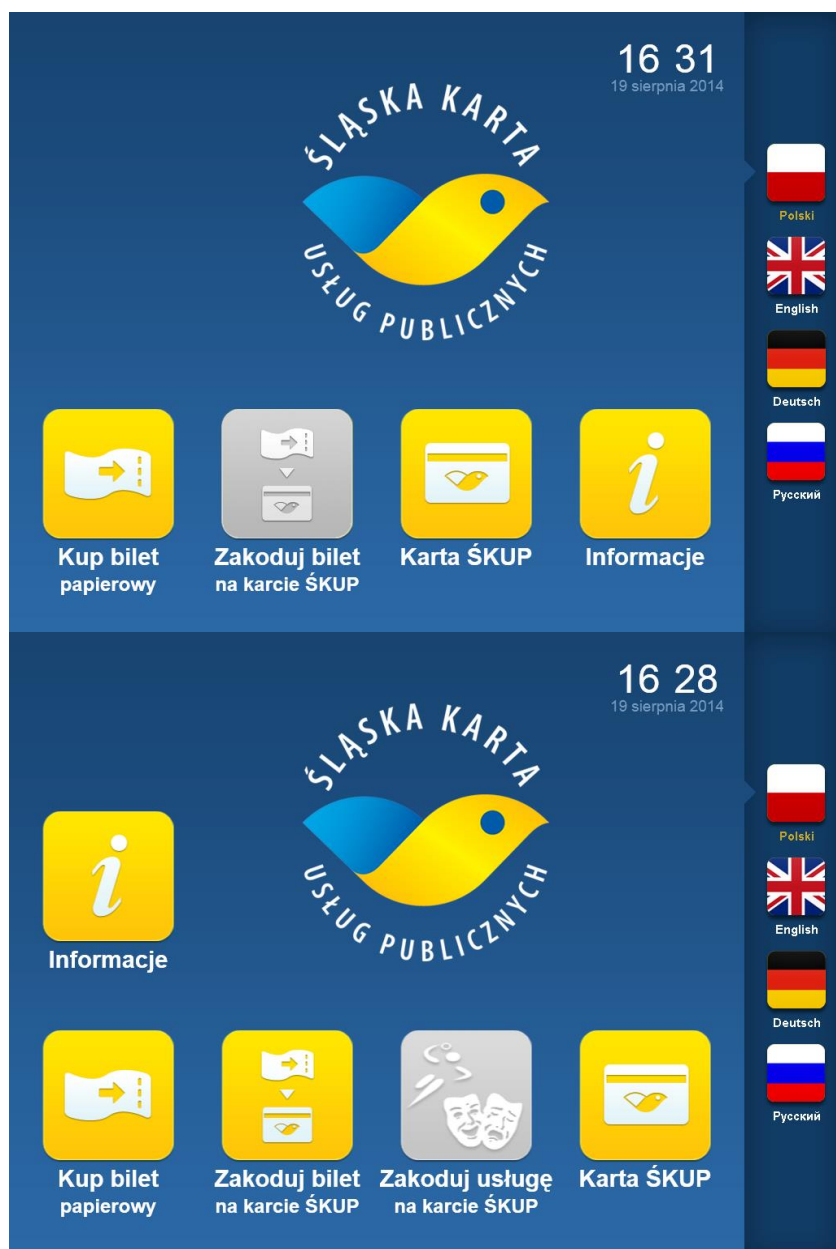 16 31
19 sierpnia 2014
ŚLĄSKA KARTA
USŁUG PUBLICZNYCH
Polski
English
Deutsch
Русский
Kup bilet
papierowy
Zakoduj bilet
na karcie ŚKUP
Karta ŚKUP
Informacje
16 28
19 sierpnia 2014
ŚLĄSKA KARTA
USŁUG PUBLICZNYCH
Polski
English
Deutsch
Русский
Informacje
Kup bilet
papierowy
Zakoduj bilet
na karcie ŚKUP
Zakoduj usługę
na karcie ŚKUP
Karta ŚKUP